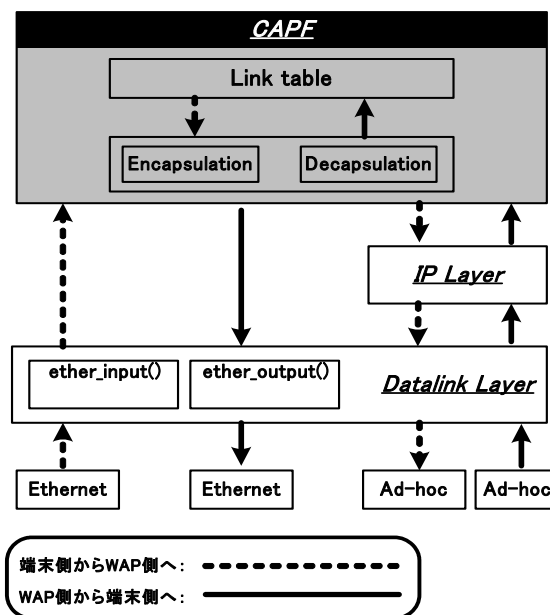 CAPF
Link table
Encapsulation
Decapsulation
IP Layer
ether_input()
ether_output()
Datalink Layer
Ethernet
Ethernet
Ad-hoc
Ad-hoc
端末側からWAP側へ：
WAP側から端末側へ：